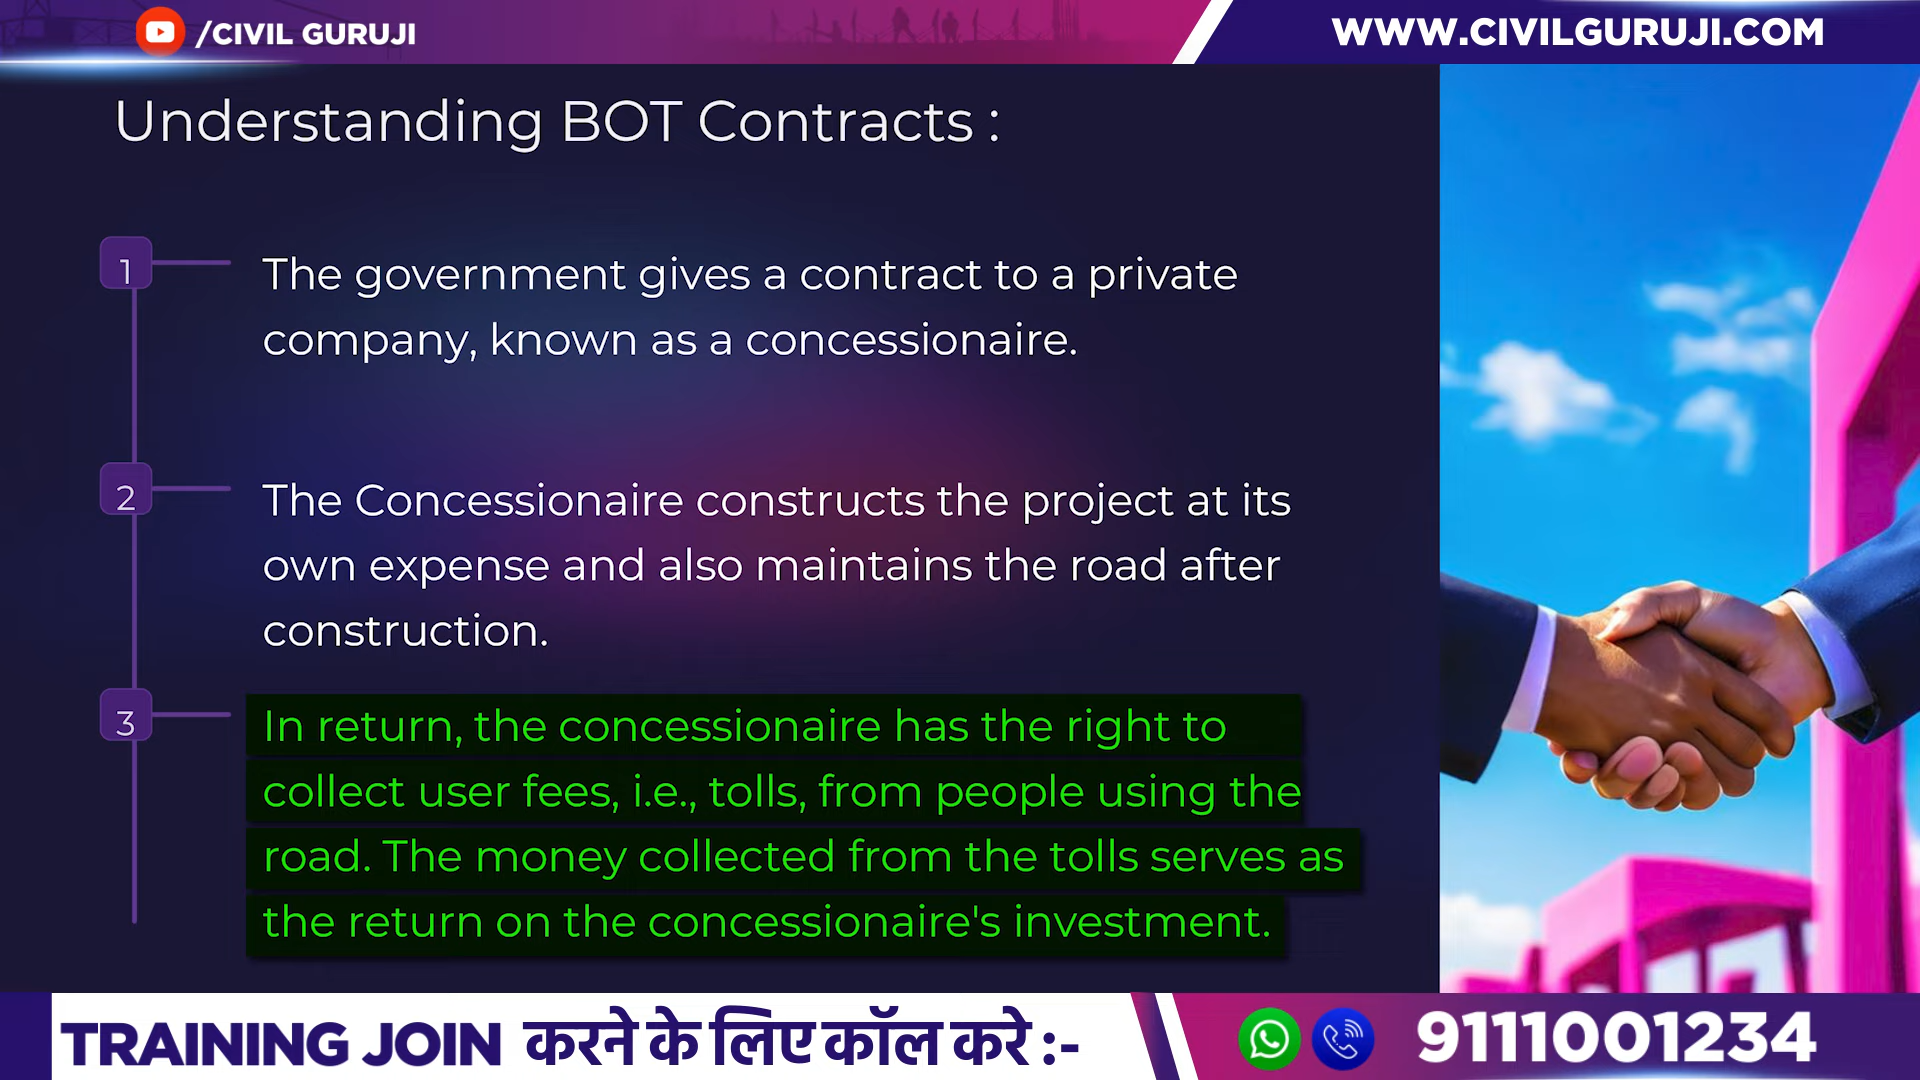 /CIVIL GURUJI
WWW.CIVILGURUJI.COM
Understanding BOT Contracts :
1
The government gives a contract to a private
company, known as a concessionaire.
2
The Concessionaire constructs the project at its
own expense and also maintains the road after
construction.
3
In return, the concessionaire has the right to
collect user fees, i.e., tolls, from people using the
road. The money collected from the tolls serves as
the return on the concessionaire's investment.
TRAINING JOIN करने के लिए कॉल करे :-
9111001234